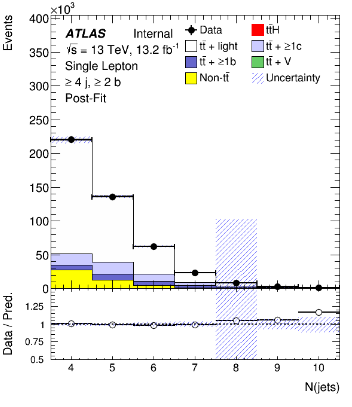 ×10³
Events
400
350
300
250
200
150
100
50
0
ATLAS Internal
√s = 13 TeV, 13.2 fb⁻¹
Single Lepton
≥ 4 j, ≥ 2 b
Post-Fit
Data
tt̄H
tt̄ + light
tt̄ + ≥1c
tt̄ + ≥1b
tt̄ + V
Non-tt̄
Uncertainty
Data / Pred.
1.25
1
0.75
0.5
4 5 6 7 8 9 10
N(jets)